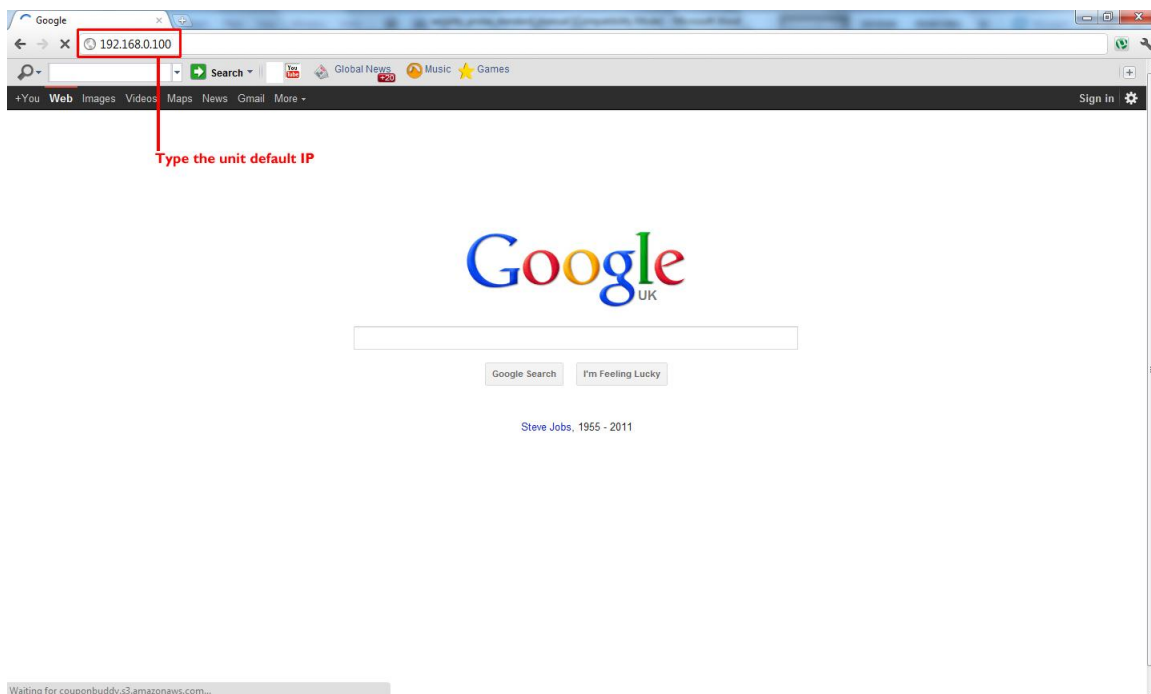 Google
192.168.0.100
Search
You
Tube
Global News
+20
Music
Games
+You Web Images Videos Maps News Gmail More
Sign in
Type the unit default IP
Google
UK
Google Search
I'm Feeling Lucky
Steve Jobs, 1955 - 2011
Waiting for couponbuddy.s3.amazonaws.com...